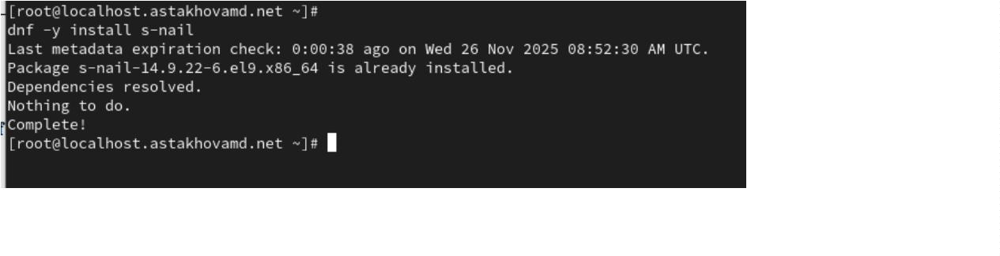 [root@localhost.astakhovamd.net ~]#
dnf -y install s-nail
Last metadata expiration check: 0:00:38 ago on Wed 26 Nov 2025 08:52:30 AM UTC.
Package s-nail-14.9.22-6.el9.x86_64 is already installed.
Dependencies resolved.
Nothing to do.
Complete!
[root@localhost.astakhovamd.net ~]#